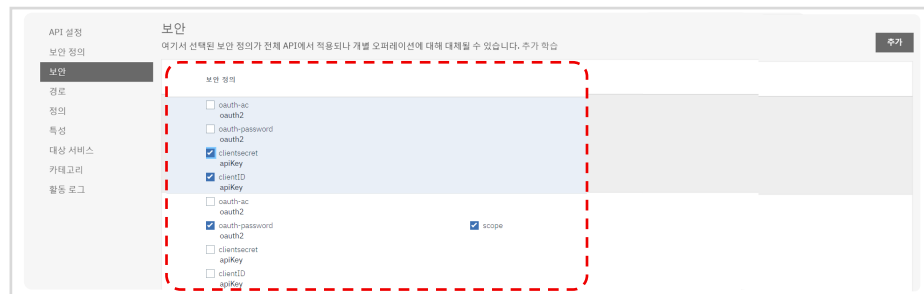 API 설정
보안 정의
보안
경로
정의
특성
대상 서비스
카테고리
활동 로그
보안
여기서 선택된 보안 정의가 전체 API에서 적용되나 개별 오퍼레이션에 대해 대체될 수 있습니다. 추가 학습
추가
보안 정의
oauth-ac
oauth2
oauth-password
oauth2
clientsecret
apiKey
clientID
apiKey
oauth-ac
oauth2
oauth-password
scope
oauth2
clientsecret
apiKey
clientID
apiKey